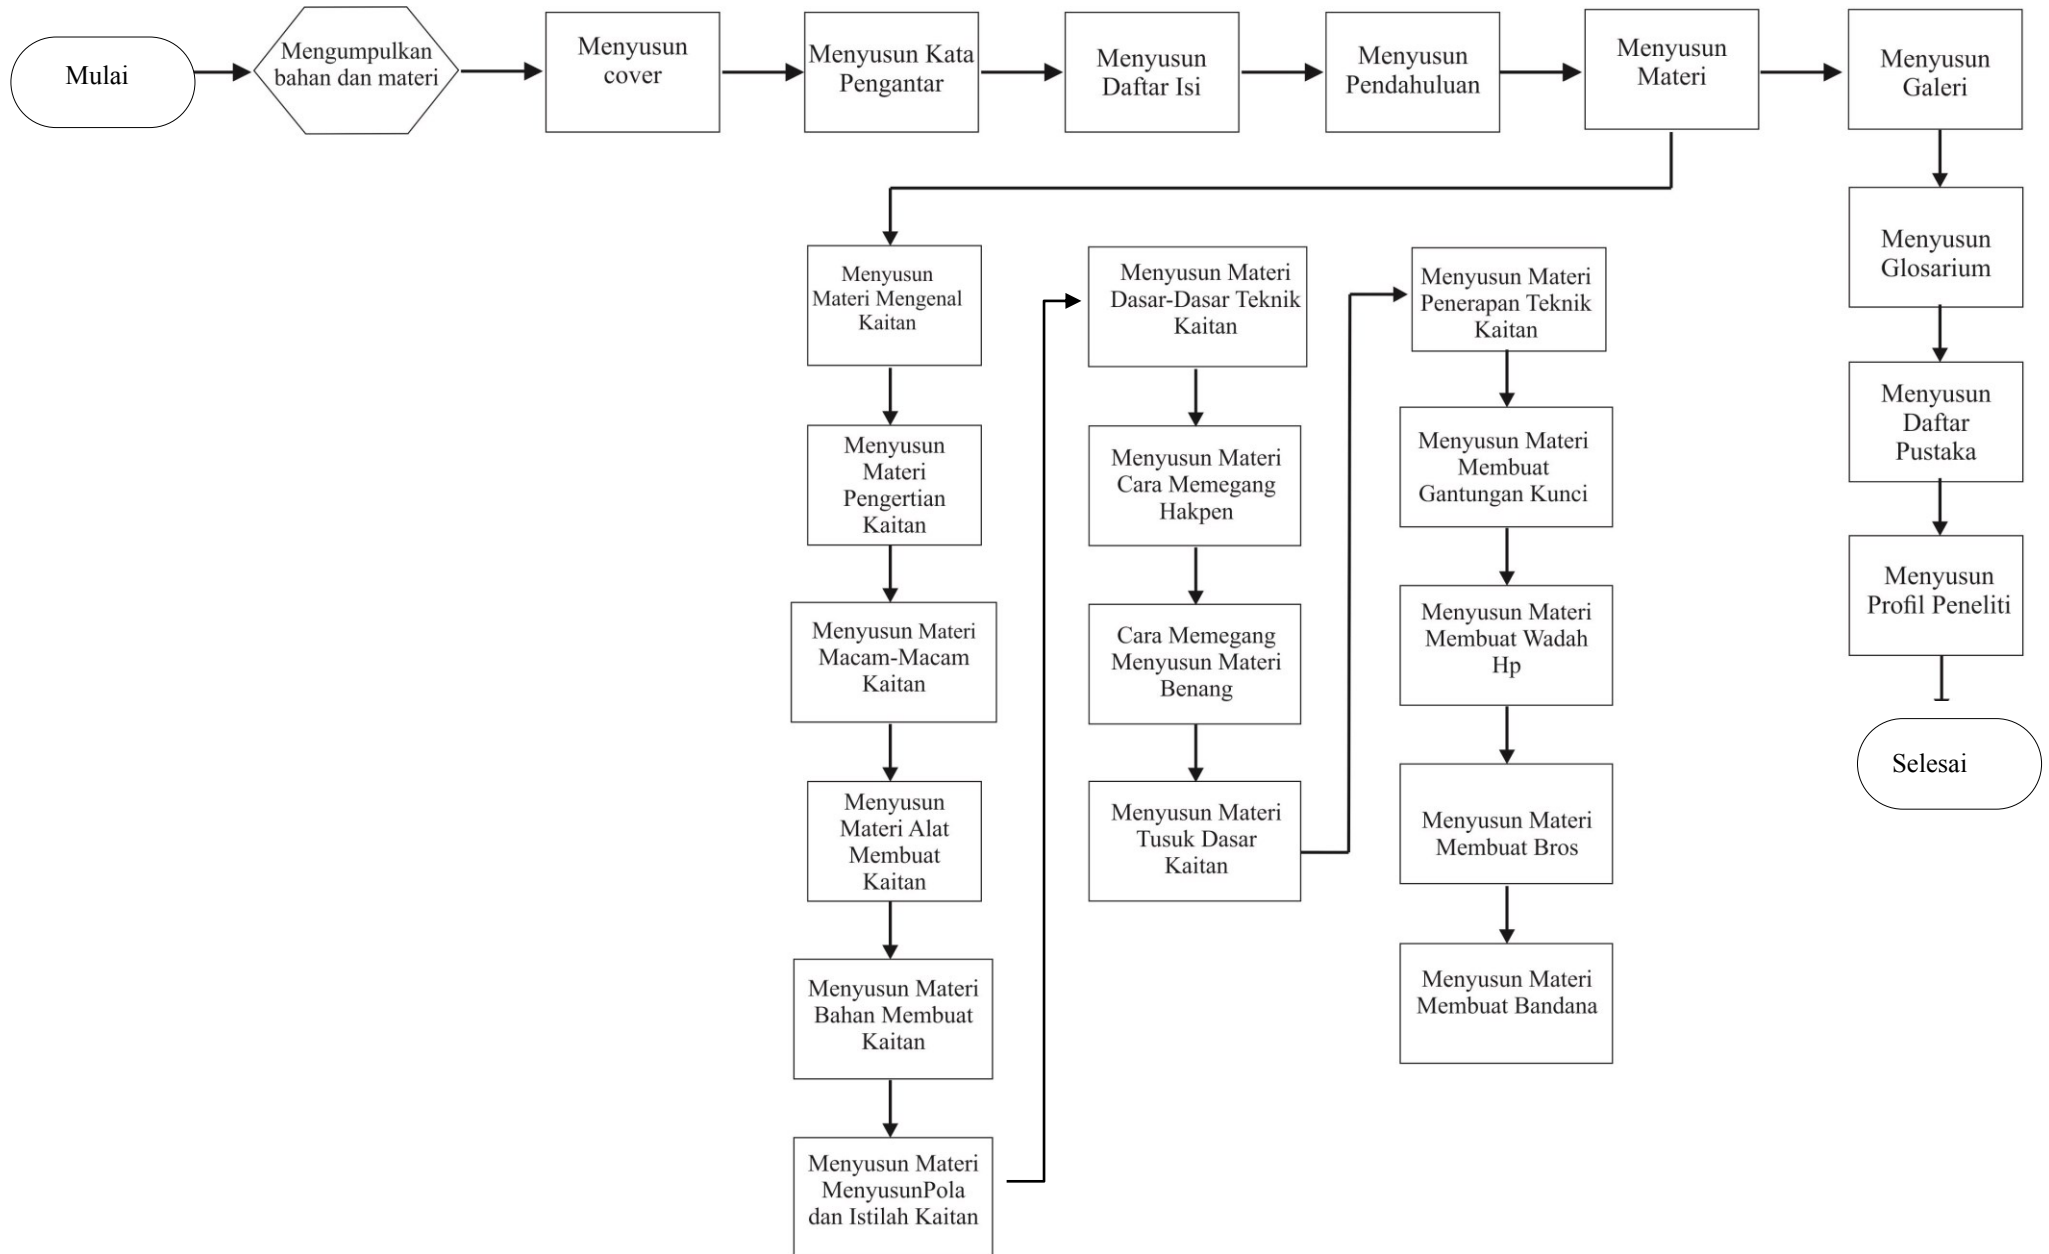 Mulai
Mengumpulkan
bahan dan materi
Menyusun
cover
Menyusun Kata
Pengantar
Menyusun
Daftar Isi
Menyusun
Pendahuluan
Menyusun
Materi
Menyusun
Galeri
Menyusun
Materi Mengenal
Kaitan
Menyusun
Materi
Pengertian
Kaitan
Menyusun Materi
Macam-Macam
Kaitan
Menyusun
Materi Alat
Membuat
Kaitan
Menyusun Materi
Bahan Membuat
Kaitan
Menyusun Materi
MenyusunPola
dan Istilah Kaitan
Menyusun Materi
Dasar-Dasar Teknik
Kaitan
Menyusun Materi
Cara Memegang
Hakpen
Cara Memegang
Menyusun Materi
Benang
Menyusun Materi
Tusuk Dasar
Kaitan
Menyusun Materi
Penerapan Teknik
Kaitan
Menyusun Materi
Membuat
Gantungan Kunci
Menyusun Materi
Membuat Wadah
Hp
Menyusun Materi
Membuat Bros
Menyusun Materi
Membuat Bandana
Menyusun
Glosarium
Menyusun
Daftar
Pustaka
Menyusun
Profil Peneliti
Selesai